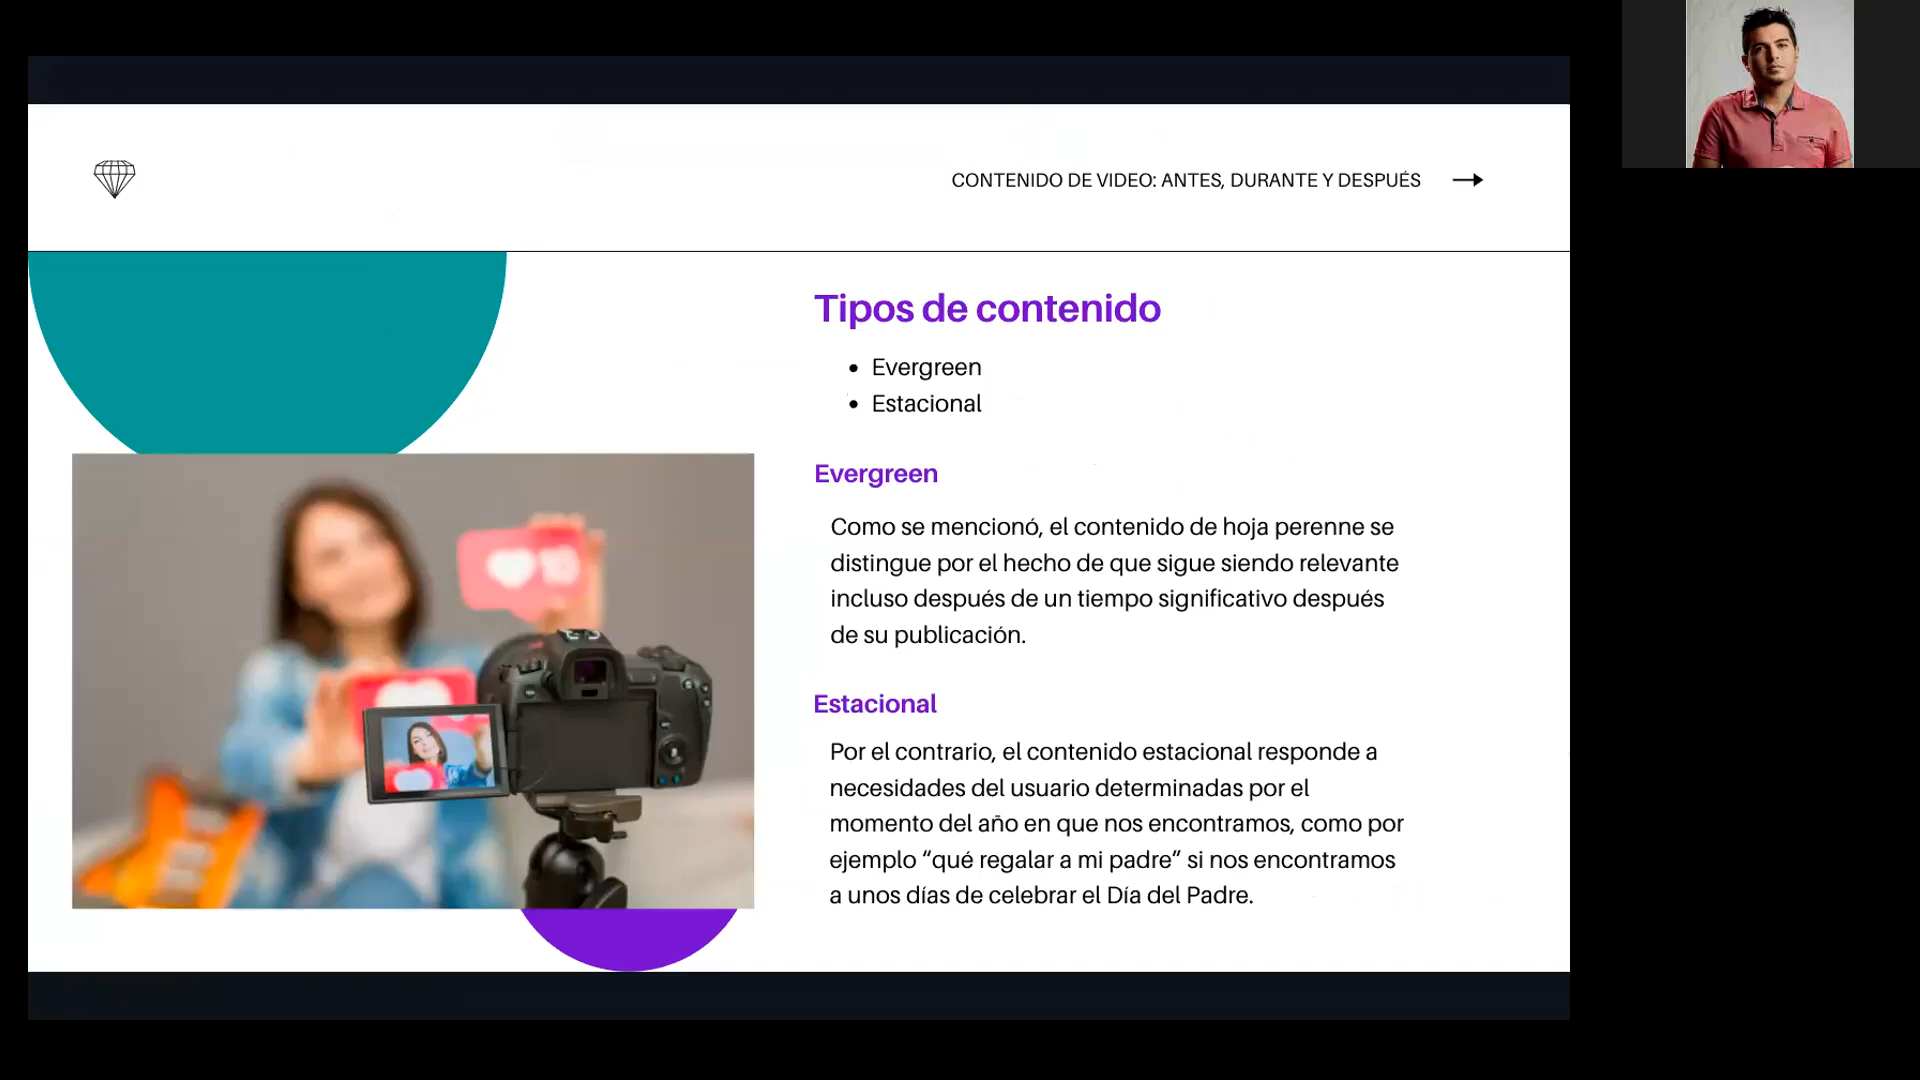 CONTENIDO DE VIDEO: ANTES, DURANTE Y DESPUÉS
Tipos de contenido
• Evergreen
• Estacional
Evergreen
Como se mencionó, el contenido de hoja perenne se
distingue por el hecho de que sigue siendo relevante
incluso después de un tiempo significativo después
de su publicación.
Estacional
Por el contrario, el contenido estacional responde a
necesidades del usuario determinadas por el
momento del año en que nos encontramos, como por
ejemplo “qué regalar a mi padre” si nos encontramos
a unos días de celebrar el Día del Padre.
10